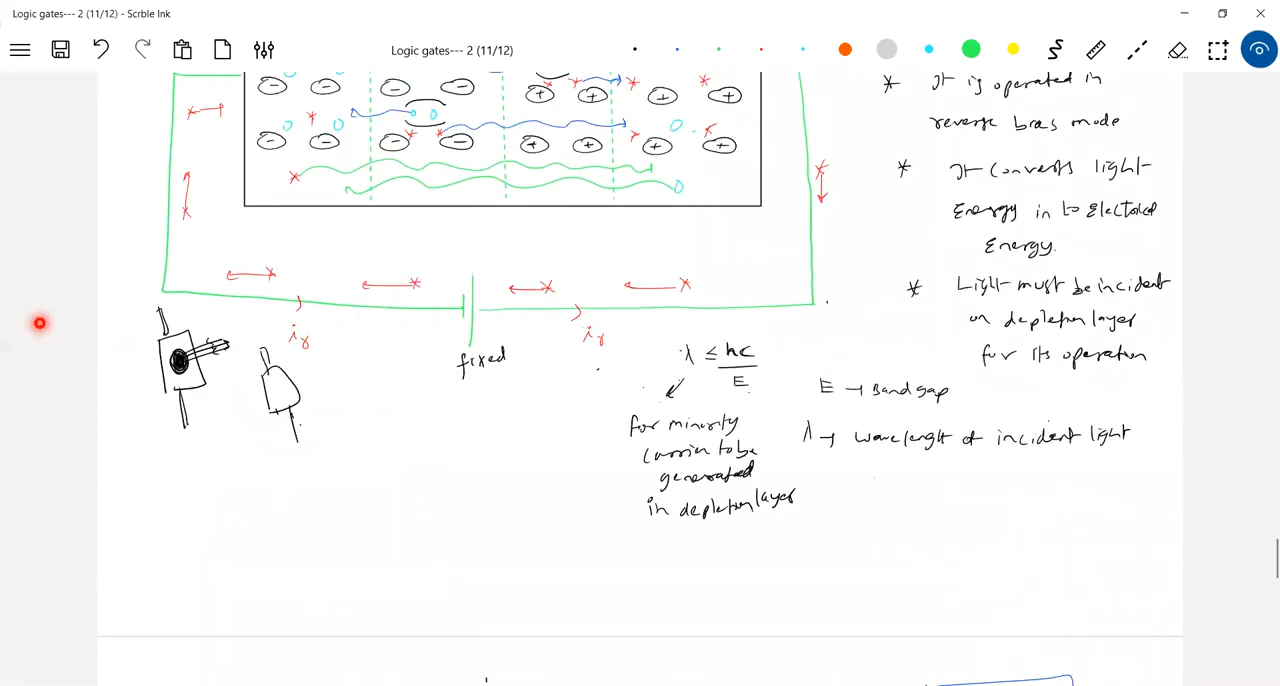 Logic gates--- 2 (11/12) - Scrble Ink
Logic gates--- 2 (11/12)
* It is operated in
reverse bias mode
* It converts light
Energy in to Electrical
Energy.
* Light must be incident
on depletion layer
for its operation
iγ
fixed
iγ
λ ≤ hc/E
for minority
carrier to be
generated
in depletion layer
E → Band gap
λ → wavelength of incident light